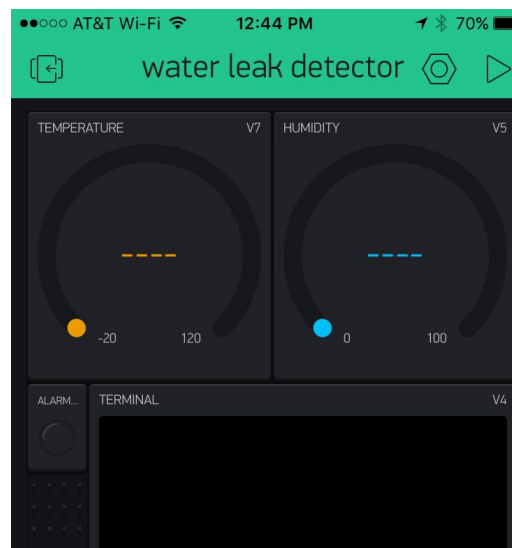 AT&T Wi-Fi 12:44 PM 70%
water leak detector
TEMPERATURE V7 HUMIDITY V5
---- ----
-20 120 0 100
ALARM... TERMINAL V4